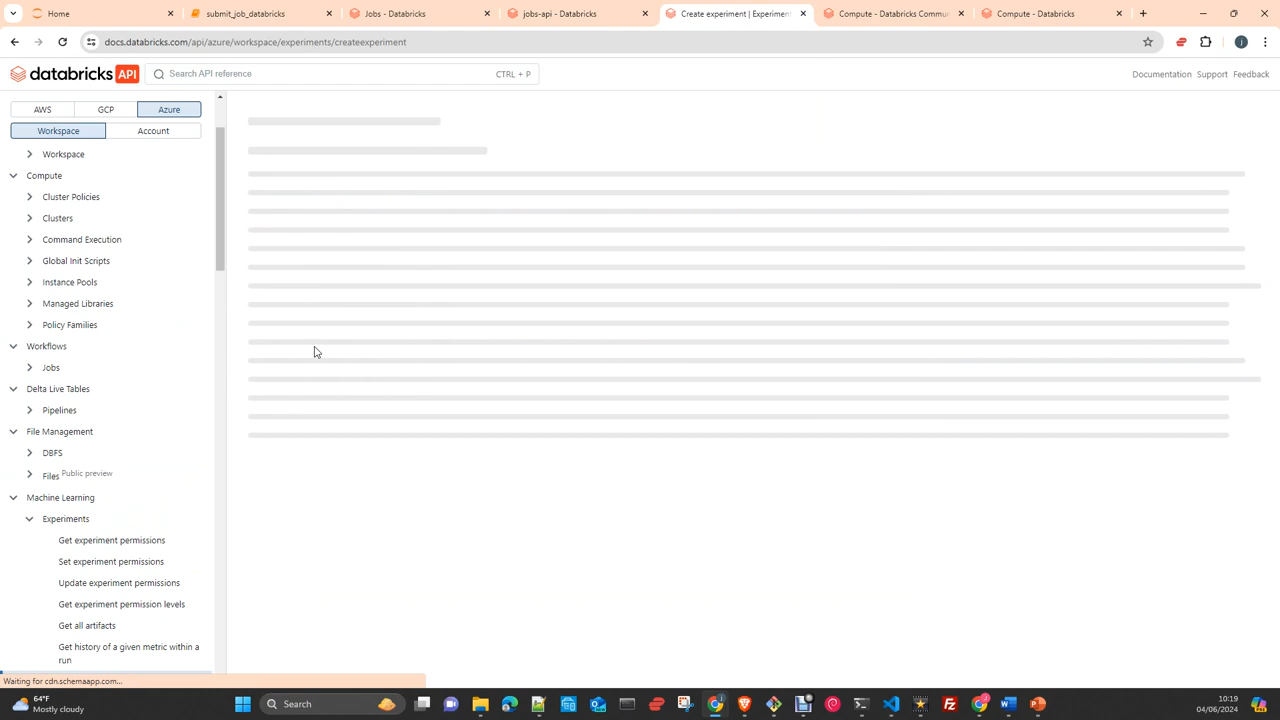 Home
submit_job_databricks
Jobs - Databricks
jobs-api - Databricks
Create experiment | Experiment
Compute - Databricks Commu
Compute - Databricks
docs.databricks.com/api/azure/workspace/experiments/createexperiment
i
databricks API
Search API reference
CTRL + P
Documentation
Support
Feedback
AWS
GCP
Azure
Workspace
Account
Workspace
Compute
Cluster Policies
Clusters
Command Execution
Global Init Scripts
Instance Pools
Managed Libraries
Policy Families
Workflows
Jobs
Delta Live Tables
Pipelines
File Management
DBFS
Files Public preview
Machine Learning
Experiments
Get experiment permissions
Set experiment permissions
Update experiment permissions
Get experiment permission levels
Get all artifacts
Get history of a given metric within a
run
Waiting for cdn.schemaapp.com...
64°F
Mostly cloudy
Search
10:19
04/06/2024